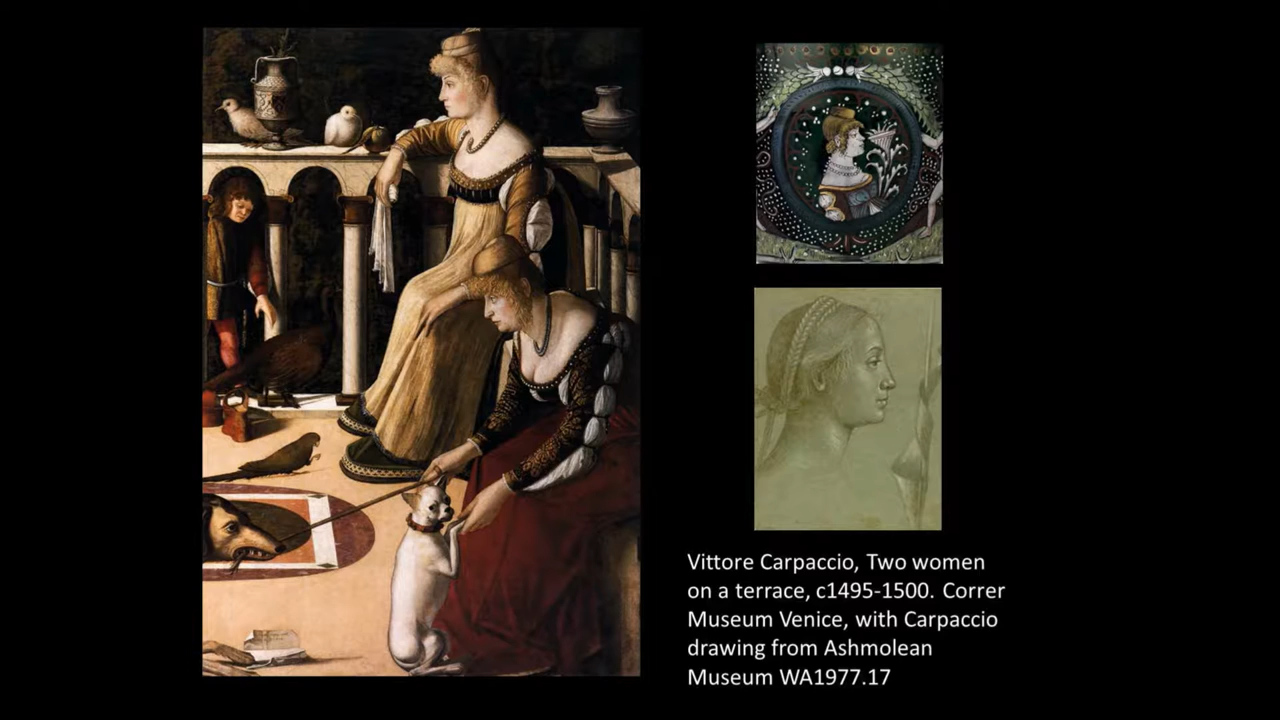 Vittore Carpaccio, Two women
on a terrace, c1495-1500. Correr
Museum Venice, with Carpaccio
drawing from Ashmolean
Museum WA1977.17